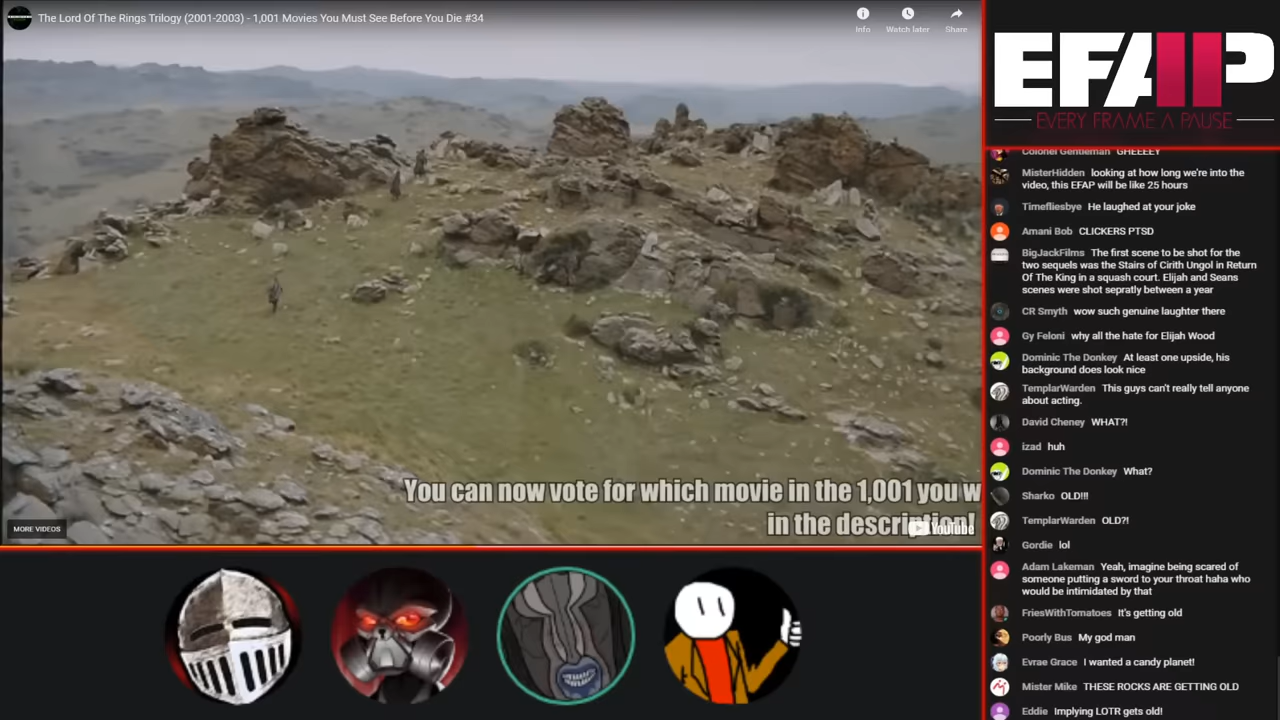 The Lord Of The Rings Trilogy (2001-2003) - 1,001 Movies You Must See Before You Die #34
Info
Watch later
Share
You can now vote for which movie in the 1,001 you w
in the description!
YouTube
MORE VIDEOS
EFAP
EVERY FRAME A PAUSE
Colonel Gentleman GHEEEEY
MisterHidden looking at how long we're into the
video, this EFAP will be like 25 hours
Timefliesbye He laughed at your joke
Amani Bob CLICKERS PTSD
BigJackFilms The first scene to be shot for the
two sequels was the Stairs of Cirith Ungol in Return
Of The King in a squash court. Elijah and Seans
scenes were shot sepratly between a year
CR Smyth wow such genuine laughter there
Gy Feloni why all the hate for Elijah Wood
Dominic The Donkey At least one upside, his
background does look nice
TemplarWarden This guys can't really tell anyone
about acting.
David Cheney WHAT?!
izad huh
Dominic The Donkey What?
Sharko OLD!!!
TemplarWarden OLD?!
Gordie lol
Adam Lakeman Yeah, imagine being scared of
someone putting a sword to your throat haha who
would be intimidated by that
FriesWithTomatoes It's getting old
Poorly Bus My god man
Evrae Grace I wanted a candy planet!
Mister Mike THESE ROCKS ARE GETTING OLD
Eddie Implying LOTR gets old!